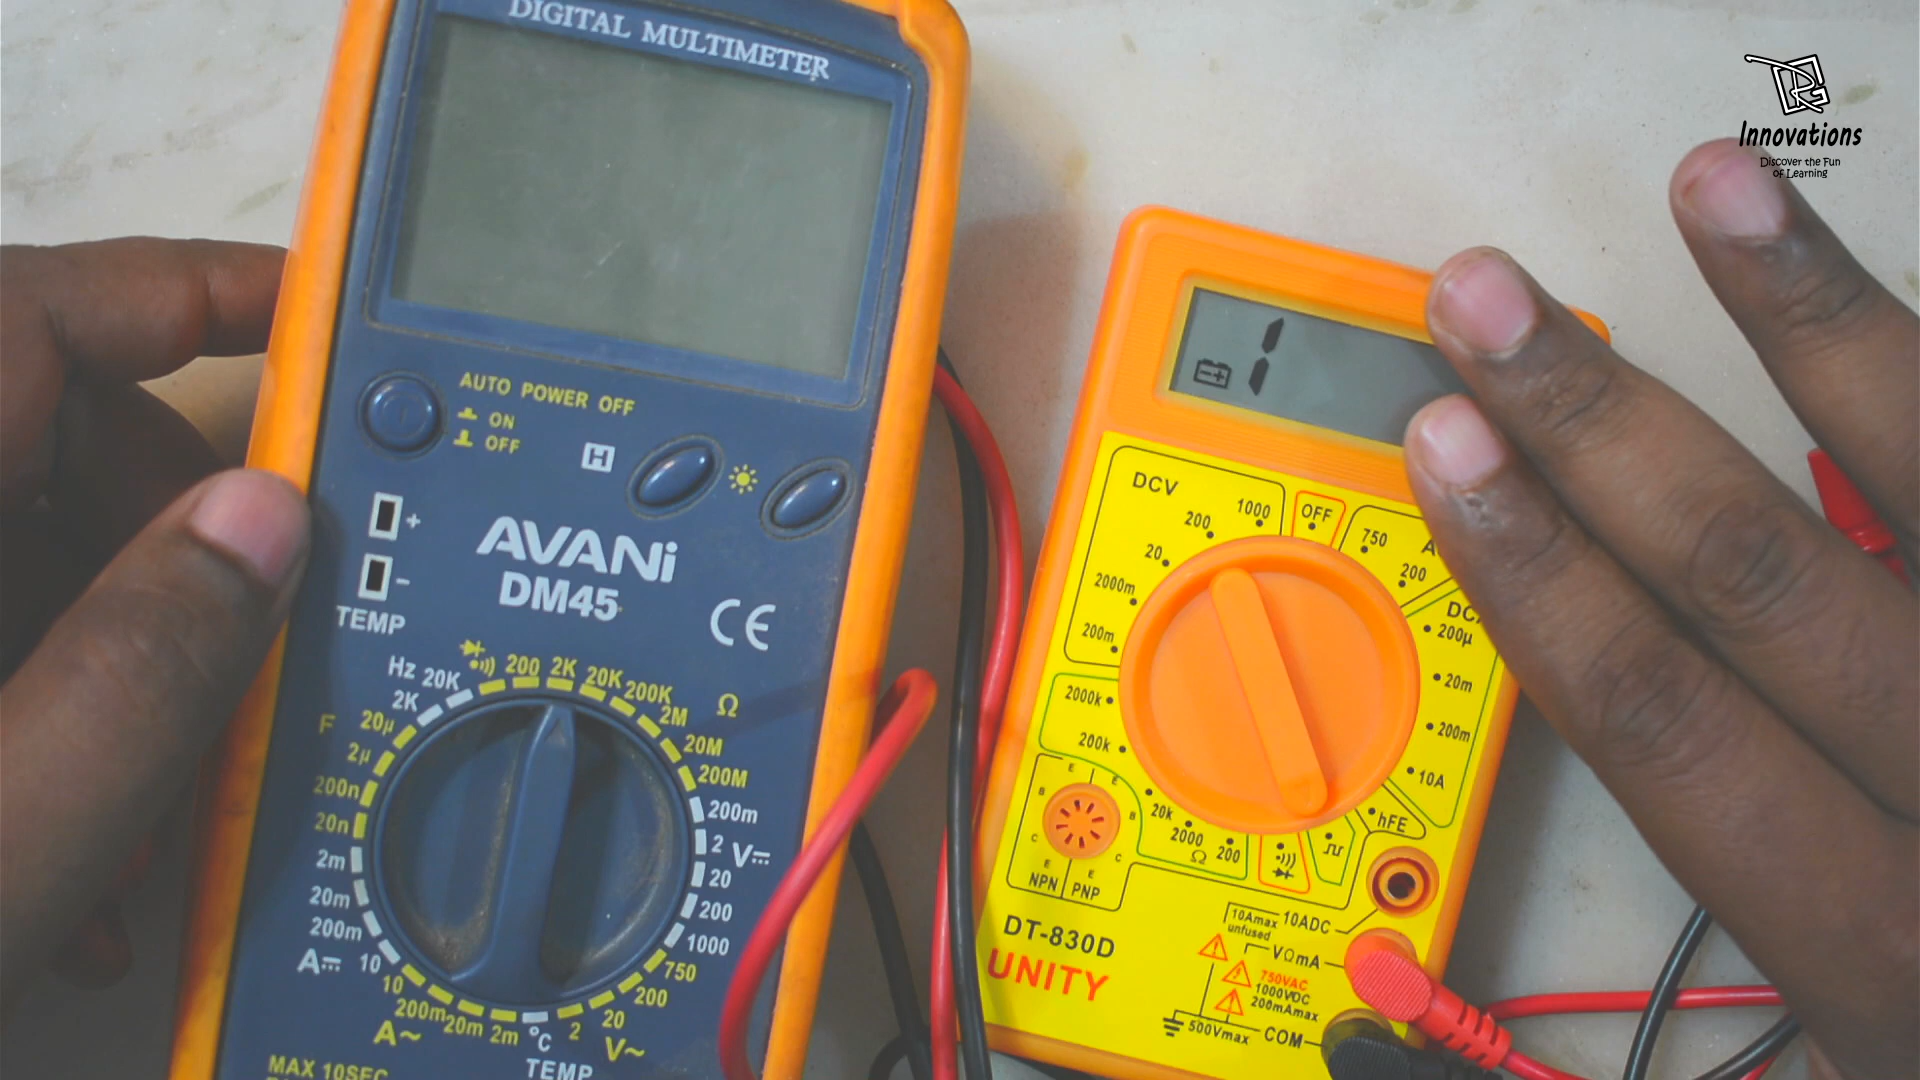 DIGITAL MULTIMETER
AUTO POWER OFF
ON
OFF
H
+
-
TEMP
AVANi
DM45
CE
Hz 20K
2K
200 2K 20K 200K
2M
Ω
20M
200M
F
20µ
2µ
200n
20n
2m
20m
200m
A
10
200m
2 V
20
200
1000
10
200m 20m 2m
A~
°C
TEMP
2
20
200
750
V~
MAX 10SEC
Innovations
Discover the Fun
of Learning
1
DCV
1000
200
20
2000m
200m
OFF
750
200
200µ
20m
200m
10A
hFE
2000k
200k
20k
2000
Ω
200
E
E
B
B
C
C
E
E
NPN PNP
DT-830D
UNITY
10Amax
unfused
10ADC
VΩmA
750VAC
1000VDC
200mAmax
500Vmax
COM